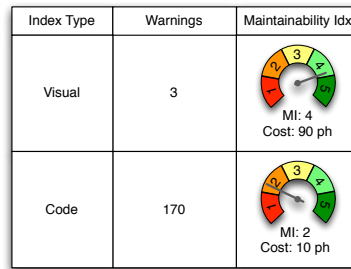 Index Type Warnings Maintainability Idx
Visual 3
1 2 3 4 5
MI: 4
Cost: 90 ph
Code 170
1 2 3 4 5
MI: 2
Cost: 10 ph